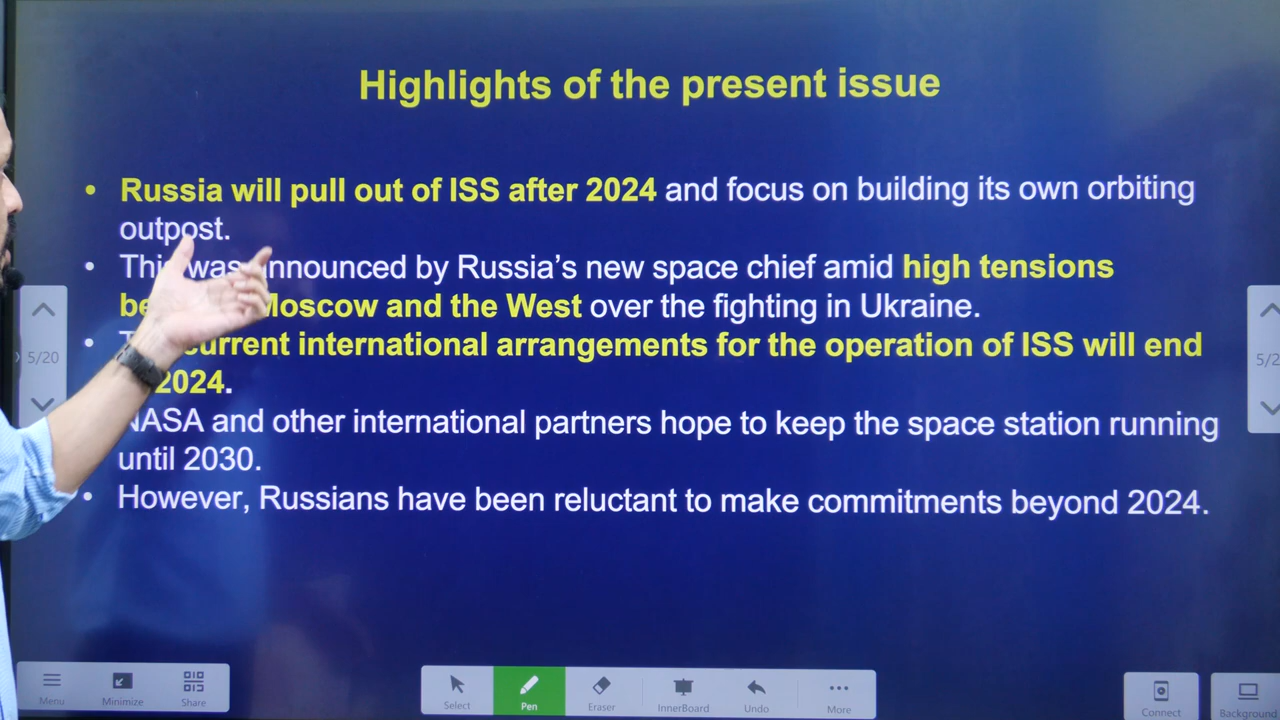 Highlights of the present issue
• Russia will pull out of ISS after 2024 and focus on building its own orbiting
outpost.
• This was announced by Russia's new space chief amid high tensions
Moscow and the West over the fighting in Ukraine.
• current international arrangements for the operation of ISS will end
2024.
NASA and other international partners hope to keep the space station running
until 2030.
• However, Russians have been reluctant to make commitments beyond 2024.
5/20
5/2
Menu
Minimize
Share
Select
Pen
Eraser
InnerBoard
Undo
More
Connect
Background